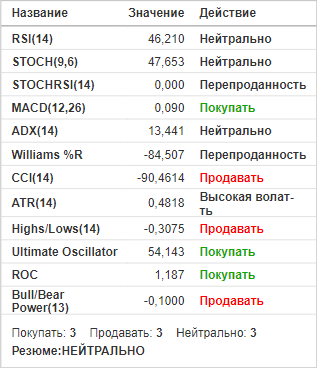 Название Значение Действие
RSI(14) 46,210 Нейтрально
STOCH(9,6) 47,653 Нейтрально
STOCHRSI(14) 0,000 Перепроданность
MACD(12,26) 0,090 Покупать
ADX(14) 13,441 Нейтрально
Williams %R -84,507 Перепроданность
CCI(14) -90,4614 Продавать
ATR(14) 0,4818 Высокая волат-
ть
Highs/Lows(14) -0,3075 Продавать
Ultimate Oscillator 54,143 Покупать
ROC 1,187 Покупать
Bull/Bear
Power(13) -0,1000 Продавать
Покупать: 3 Продавать: 3 Нейтрально: 3
Резюме:НЕЙТРАЛЬНО